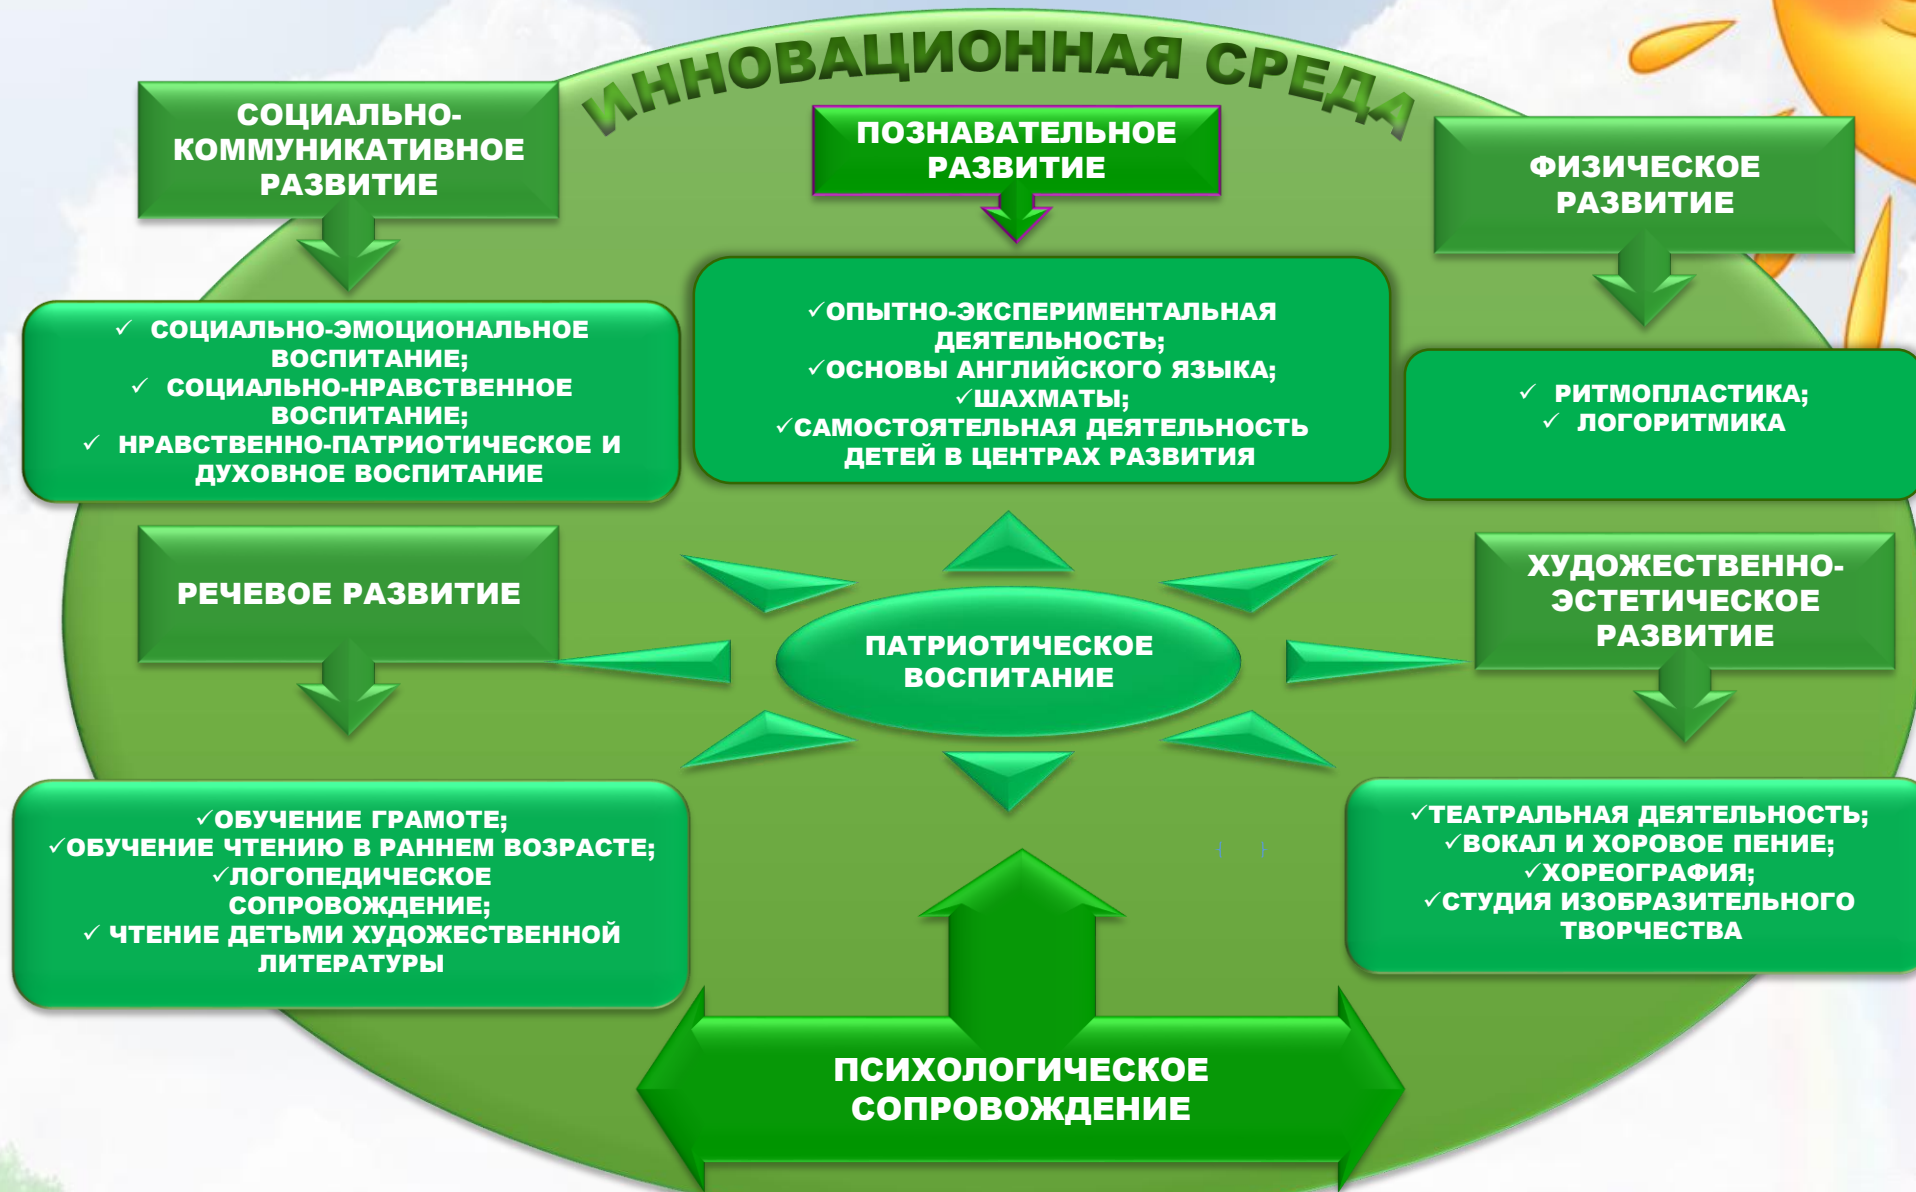 ИННОВАЦИОННАЯ СРЕДА
СОЦИАЛЬНО-
КОММУНИКАТИВНОЕ
РАЗВИТИЕ
ПОЗНАВАТЕЛЬНОЕ
РАЗВИТИЕ
ФИЗИЧЕСКОЕ
РАЗВИТИЕ
✓ СОЦИАЛЬНО-ЭМОЦИОНАЛЬНОЕ
ВОСПИТАНИЕ;
✓ СОЦИАЛЬНО-НРАВСТВЕННОЕ
ВОСПИТАНИЕ;
✓ НРАВСТВЕННО-ПАТРИОТИЧЕСКОЕ И
ДУХОВНОЕ ВОСПИТАНИЕ
✓ОПЫТНО-ЭКСПЕРИМЕНТАЛЬНАЯ
ДЕЯТЕЛЬНОСТЬ;
✓ОСНОВЫ АНГЛИЙСКОГО ЯЗЫКА;
✓ШАХМАТЫ;
✓САМОСТОЯТЕЛЬНАЯ ДЕЯТЕЛЬНОСТЬ
ДЕТЕЙ В ЦЕНТРАХ РАЗВИТИЯ
✓ РИТМОПЛАСТИКА;
✓ ЛОГОРИТМИКА
РЕЧЕВОЕ РАЗВИТИЕ
ПАТРИОТИЧЕСКОЕ
ВОСПИТАНИЕ
ХУДОЖЕСТВЕННО-
ЭСТЕТИЧЕСКОЕ
РАЗВИТИЕ
✓ОБУЧЕНИЕ ГРАМОТЕ;
✓ОБУЧЕНИЕ ЧТЕНИЮ В РАННЕМ ВОЗРАСТЕ;
✓ЛОГОПЕДИЧЕСКОЕ
СОПРОВОЖДЕНИЕ;
✓ ЧТЕНИЕ ДЕТЬМИ ХУДОЖЕСТВЕННОЙ
ЛИТЕРАТУРЫ
✓ТЕАТРАЛЬНАЯ ДЕЯТЕЛЬНОСТЬ;
✓ВОКАЛ И ХОРОВОЕ ПЕНИЕ;
✓ХОРЕОГРАФИЯ;
✓СТУДИЯ ИЗОБРАЗИТЕЛЬНОГО
ТВОРЧЕСТВА
ПСИХОЛОГИЧЕСКОЕ
СОПРОВОЖДЕНИЕ